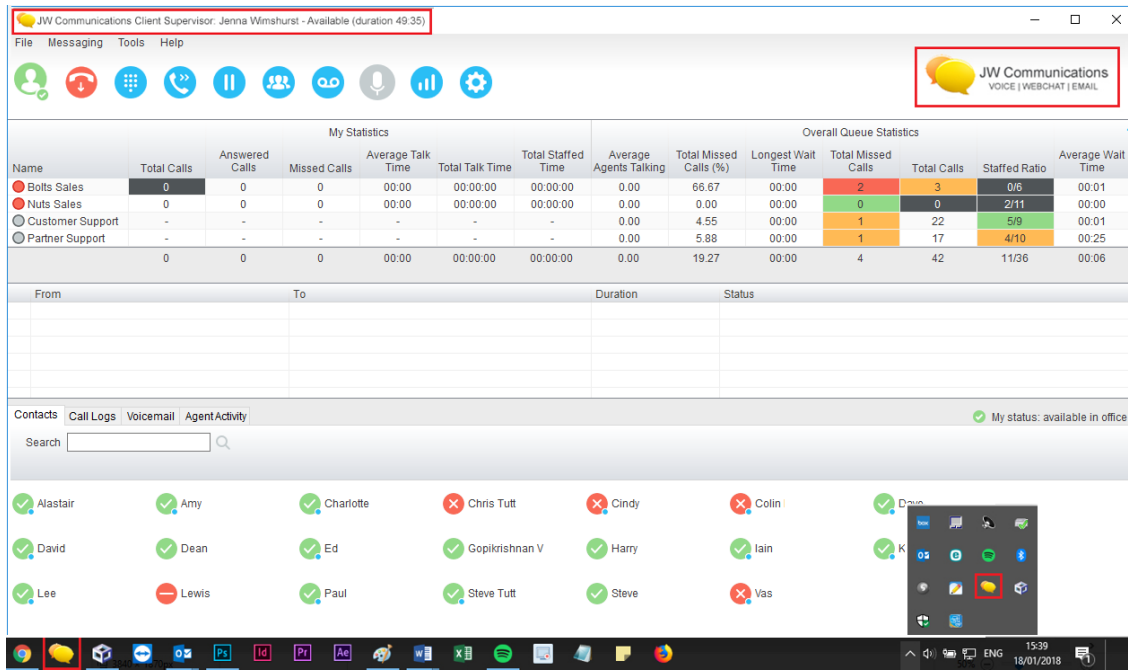 JW Communications Client Supervisor: Jenna Wimshurst - Available (duration 49:35)
File Messaging Tools Help
JW Communications
VOICE | WEBCHAT | EMAIL
My Statistics Overall Queue Statistics
Name Total Calls Answered Calls Missed Calls Average Talk Time Total Talk Time Total Staffed Time Average Agents Talking Total Missed Calls (%) Longest Wait Time Total Missed Calls Total Calls Staffed Ratio Average Wait Time
Bolts Sales 0 0 0 00:00 00:00:00 00:00:00 0.00 66.67 00:00 2 3 0/6 00:01
Nuts Sales 0 0 0 00:00 00:00:00 00:00:00 0.00 0.00 00:00 0 0 2/11 00:00
Customer Support - - - - - - 0.00 4.55 00:00 1 22 5/9 00:01
Partner Support - - - - - - 0.00 5.88 00:00 1 17 4/10 00:25
0 0 0 00:00 00:00:00 00:00:00 0.00 19.27 00:00 4 42 11/36 00:06
From To Duration Status
Contacts Call Logs Voicemail Agent Activity My status: available in office
Search
Alastair Amy Charlotte Chris Tutt Cindy Colin Dave
David Dean Ed Gopikrishnan V Harry Iain K
Lee Lewis Paul Steve Tutt Steve Vas
box
Ps Id Pr Ae
ENG 15:39
18/01/2018